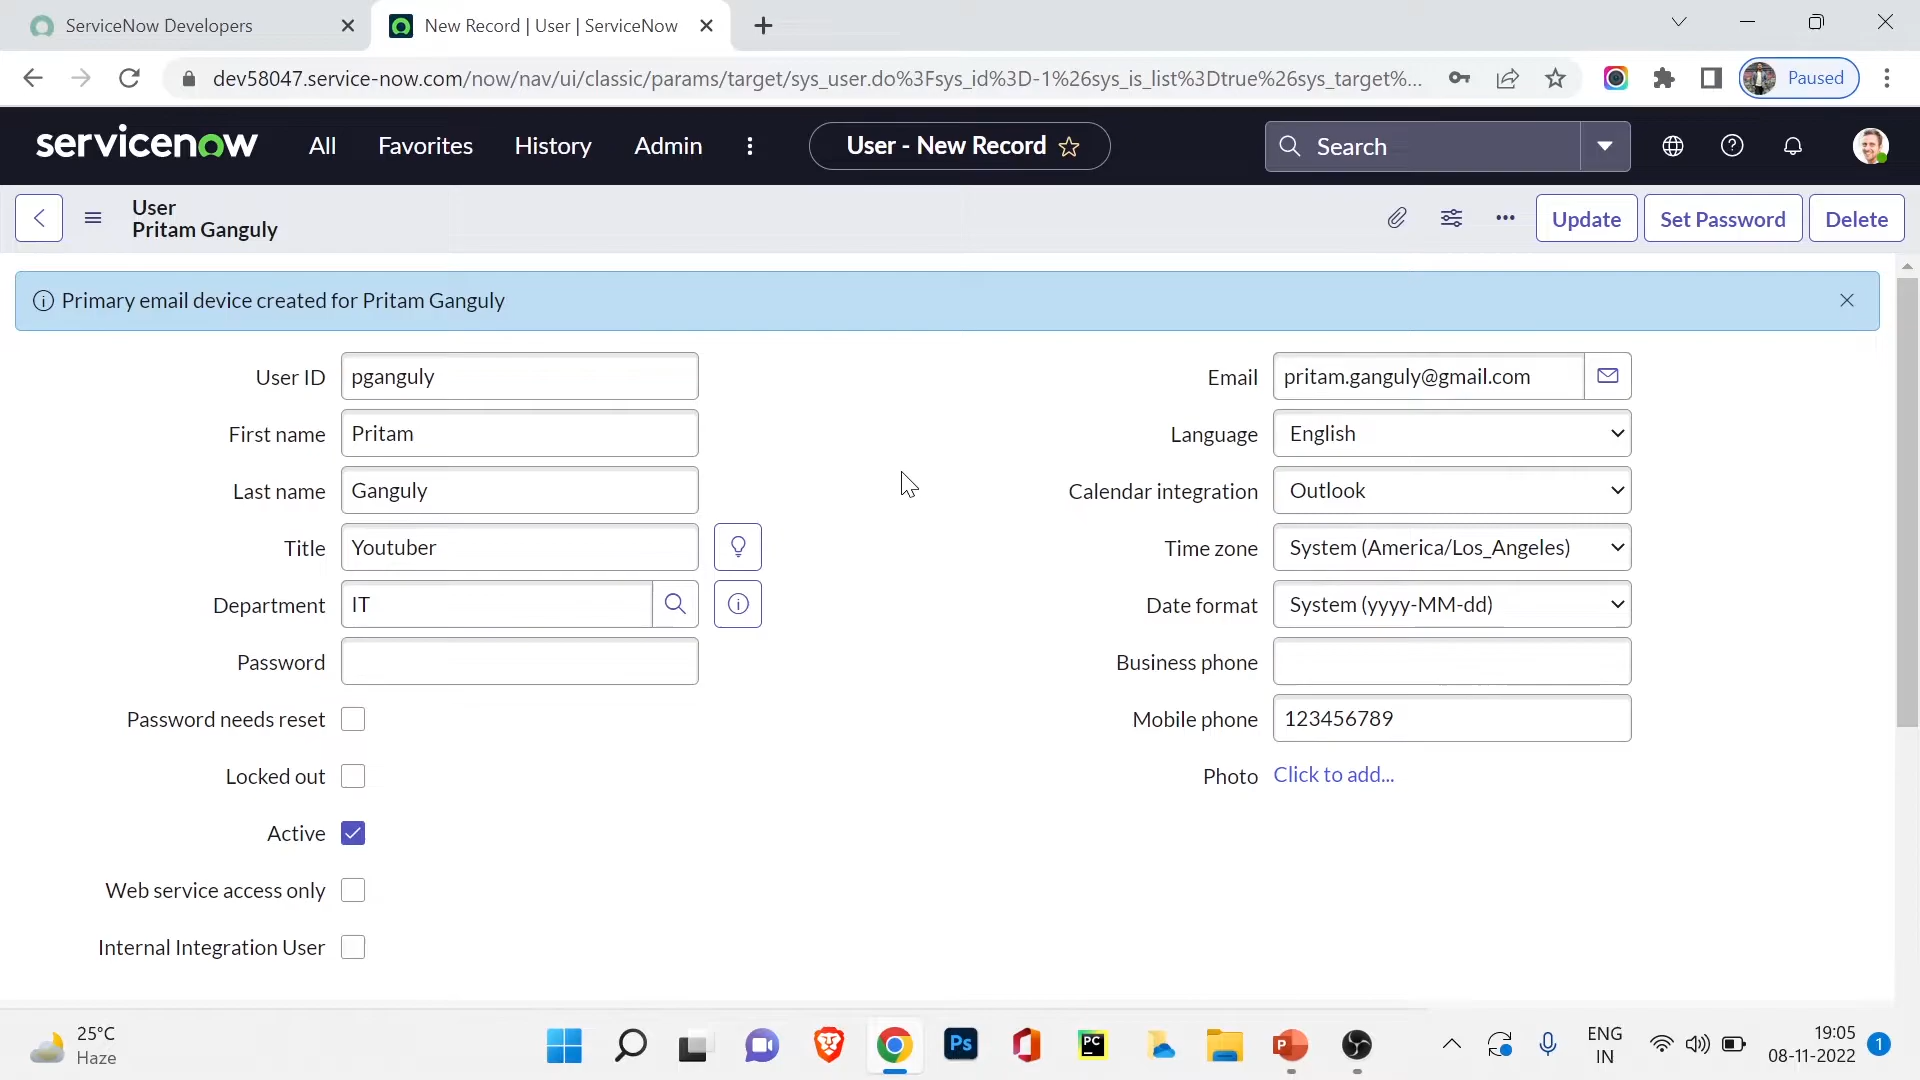 ServiceNow Developers
New Record | User | ServiceNow
dev58047.service-now.com/now/nav/ui/classic/params/target/sys_user.do%3Fsys_id%3D-1%26sys_is_list%3Dtrue%26sys_target%...
Paused
servicenow
All
Favorites
History
Admin
User - New Record
Search
User
Pritam Ganguly
Update
Set Password
Delete
Primary email device created for Pritam Ganguly
User ID
pganguly
First name
Pritam
Last name
Ganguly
Title
Youtuber
Department
IT
Password
Password needs reset
Locked out
Active
Web service access only
Internal Integration User
Email
pritam.ganguly@gmail.com
Language
English
Calendar integration
Outlook
Time zone
System (America/Los_Angeles)
Date format
System (yyyy-MM-dd)
Business phone
Mobile phone
123456789
Photo
Click to add...
25°C
Haze
Ps
PC
P
ENG
IN
19:05
08-11-2022
1